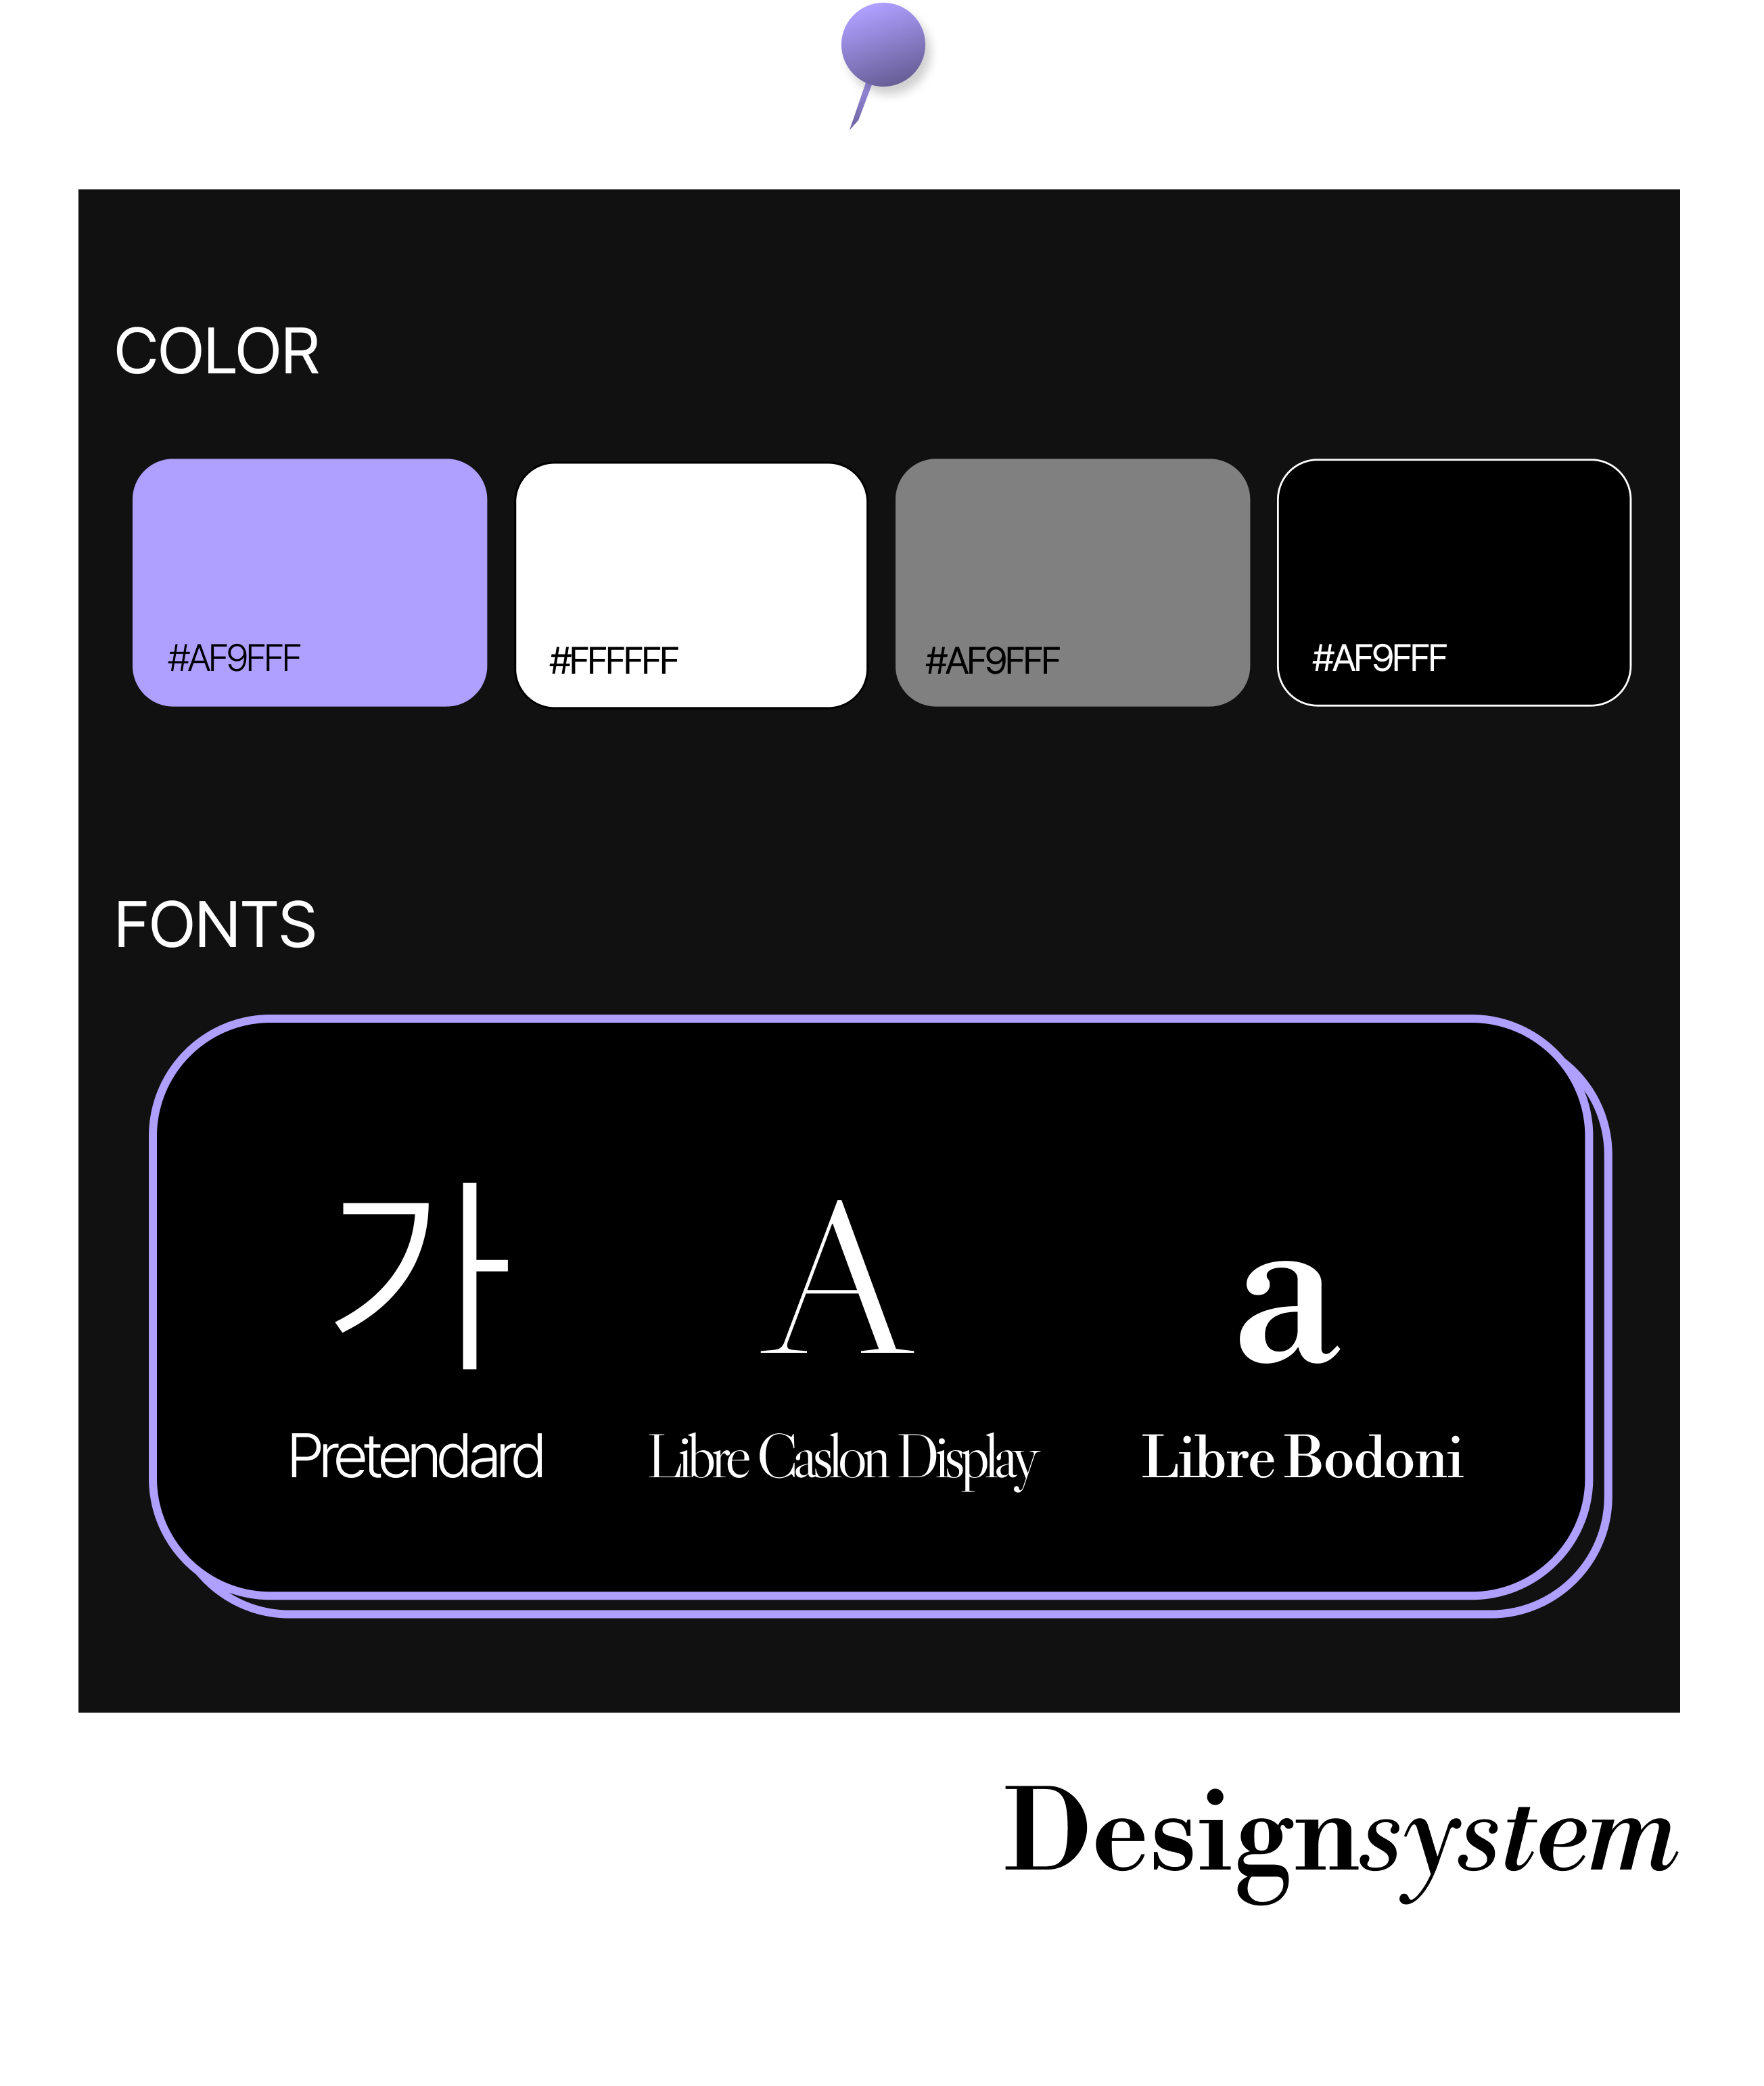 COLOR
#AF9FFF #FFFFFF #AF9FFF #AF9FFF
FONTS
가 A a
Pretendard Libre Caslon Display Libre Bodoni
Designsystem